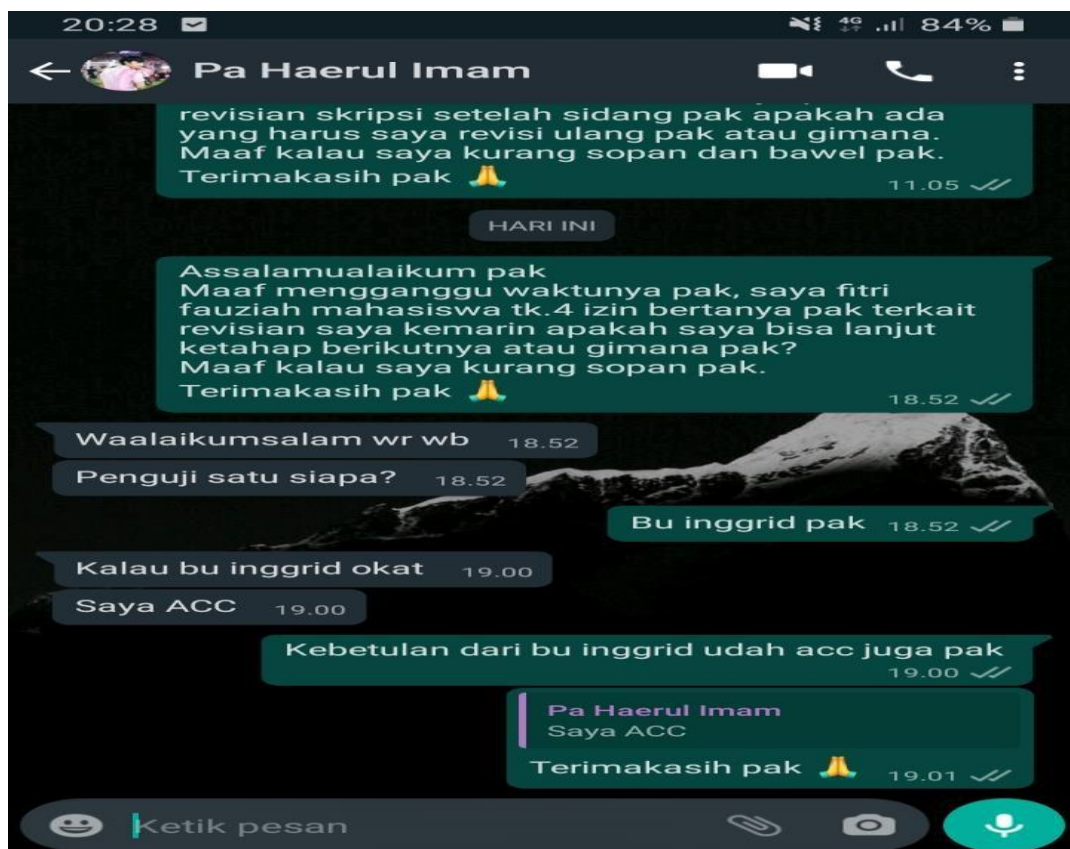 20:28 4G 84%
Pa Haerul Imam
revisian skripsi setelah sidang pak apakah ada
yang harus saya revisi ulang pak atau gimana.
Maaf kalau saya kurang sopan dan bawel pak.
Terimakasih pak 🙏 11.05
HARI INI
Assalamualaikum pak
Maaf mengganggu waktunya pak, saya fitri
fauziah mahasiswa tk.4 izin bertanya pak terkait
revisian saya kemarin apakah saya bisa lanjut
ketahap berikutnya atau gimana pak?
Maaf kalau saya kurang sopan pak.
Terimakasih pak 🙏 18.52
Waalaikumsalam wr wb 18.52
Penguji satu siapa? 18.52
Bu inggrid pak 18.52
Kalau bu inggrid okat 19.00
Saya ACC 19.00
Kebetulan dari bu inggrid udah acc juga pak
19.00
Pa Haerul Imam
Saya ACC
Terimakasih pak 🙏 19.01
Ketik pesan